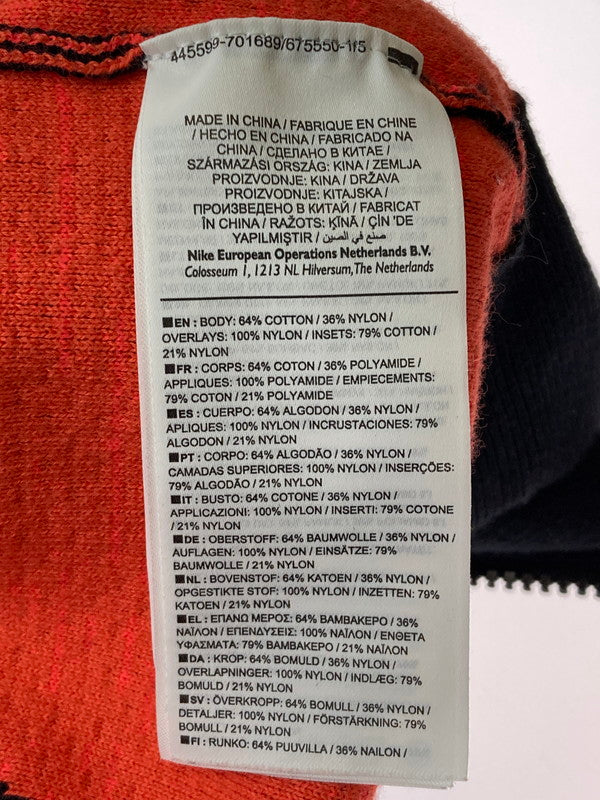 445599-701689/675550-1f5
MADE IN CHINA / FABRIQUE EN CHINE
/ HECHO EN CHINA / FABRICADO NA
CHINA / СДЕЛАНО В КИТАЕ /
SZÁRMAZÁSI ORSZÁG: KINA / ZEMLJA
PROIZVODNJE: KINA / DRŽAVA
PROIZVODNJE: KITAJSKA /
ПРОИЗВЕДЕНО В КИТАЙ / FABRICAT
ÎN CHINA / RAŽOTS: ĶĪNĀ / ÇİN 'DE
YAPILMIŞTIR / صنع في الصين
Nike European Operations Netherlands B.V.
Colosseum 1, 1213 NL Hilversum, The Netherlands
EN : BODY: 64% COTTON / 36% NYLON /
OVERLAYS: 100% NYLON / INSETS: 79% COTTON /
21% NYLON
FR : CORPS: 64% COTON / 36% POLYAMIDE /
APPLIQUES: 100% POLYAMIDE / EMPIECEMENTS:
79% COTON / 21% POLYAMIDE
ES : CUERPO: 64% ALGODON / 36% NYLON /
APLIQUES: 100% NYLON / INCRUSTACIONES: 79%
ALGODON / 21% NYLON
PT : CORPO: 64% ALGODÃO / 36% NYLON /
CAMADAS SUPERIORES: 100% NYLON / INSERÇÕES:
79% ALGODÃO / 21% NYLON
IT : BUSTO: 64% COTONE / 36% NYLON /
APPLICAZIONI: 100% NYLON / INSERTI: 79% COTONE
/ 21% NYLON
DE : OBERSTOFF: 64% BAUMWOLLE / 36% NYLON /
AUFLAGEN: 100% NYLON / EINSÄTZE: 79%
BAUMWOLLE / 21% NYLON
NL : BOVENSTOF: 64% KATOEN / 36% NYLON /
OPGESTIKTE STOF: 100% NYLON / INZETTEN: 79%
KATOEN / 21% NYLON
EL : ΕΠΑΝΩ ΜΕΡΟΣ: 64% ΒΑΜΒΑΚΕΡΟ / 36%
ΝΑΪΛΟΝ / ΕΠΕΝΔΥΣΕΙΣ: 100% ΝΑΪΛΟΝ / ΕΝΘΕΤΑ
ΥΦΑΣΜΑΤΑ: 79% ΒΑΜΒΑΚΕΡΟ / 21% ΝΑΪΛΟΝ
DA : KROP: 64% BOMULD / 36% NYLON /
OVERLAPNINGER: 100% NYLON / INDLÆG: 79%
BOMULD / 21% NYLON
SV : ÖVERKROPP: 64% BOMULL / 36% NYLON /
DETALJER: 100% NYLON / FÖRSTÄRKNING: 79%
BOMULL / 21% NYLON
FI : RUNKO: 64% PUUVILLA / 36% NAILON /